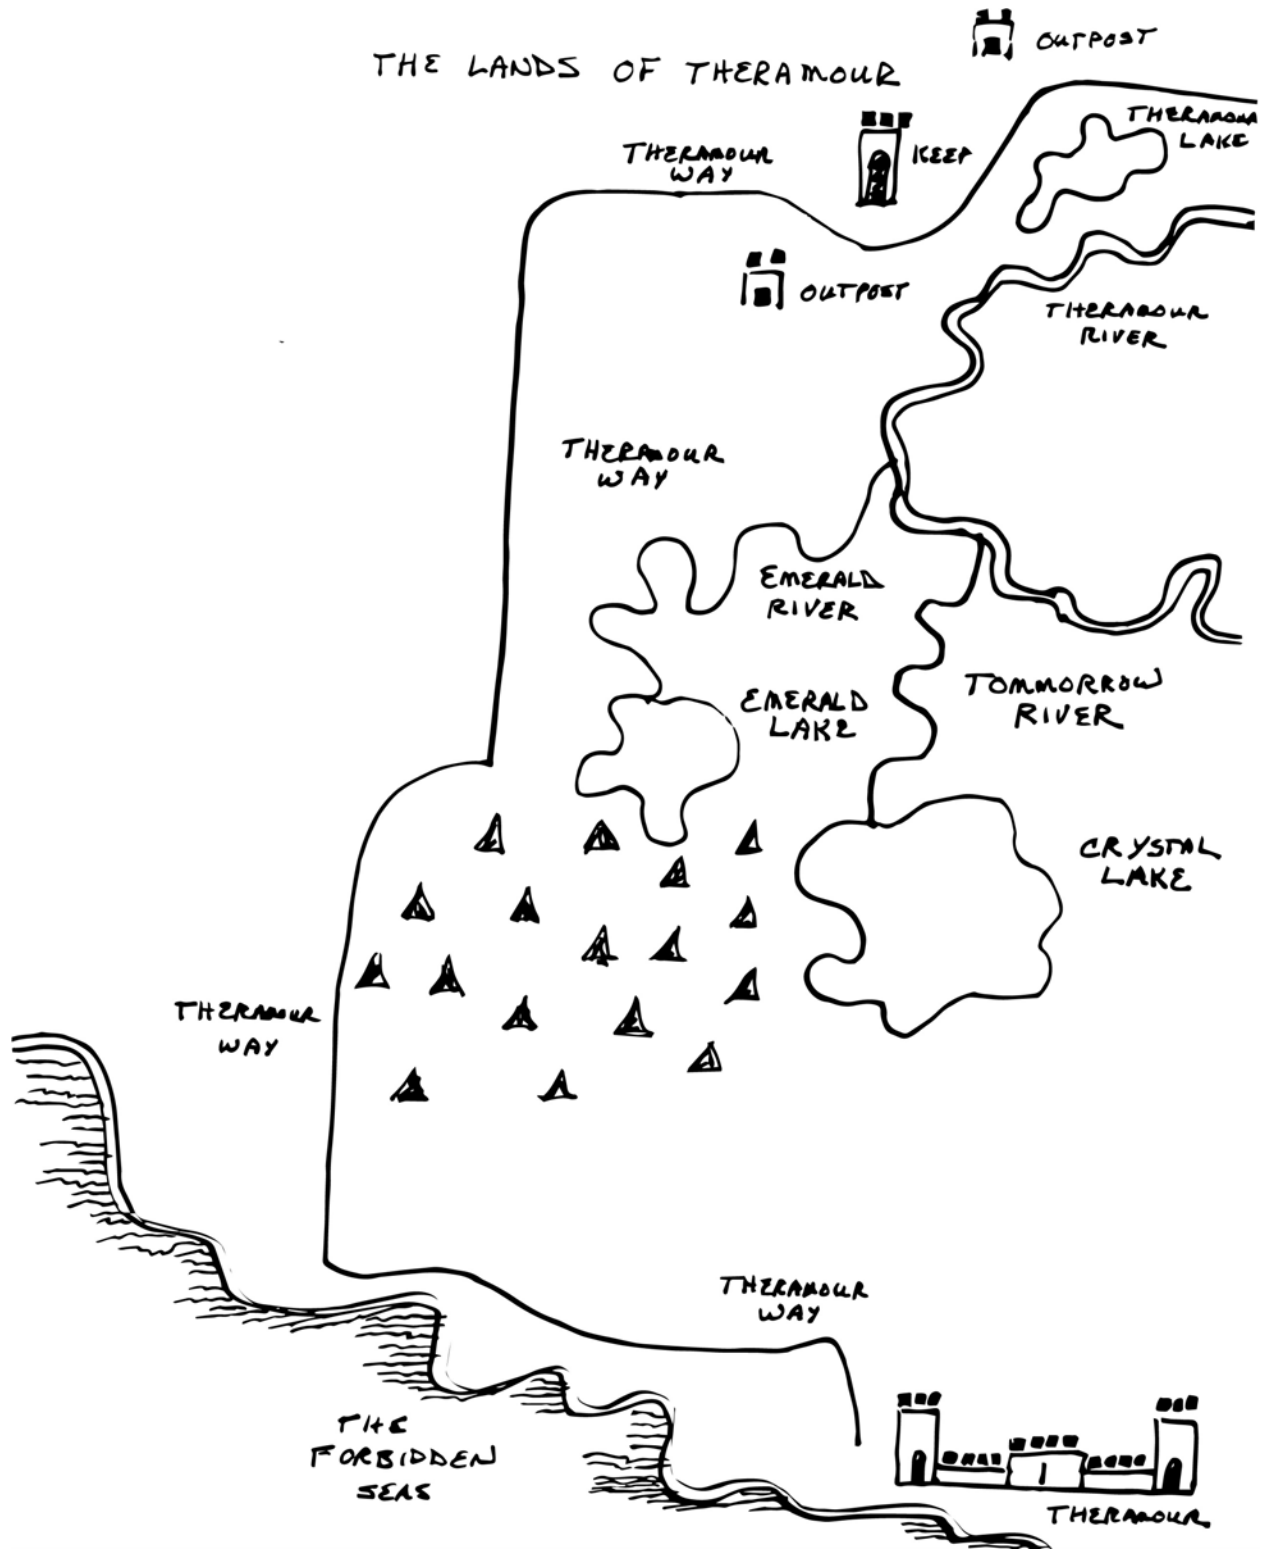 OUTPOST
THE LANDS OF THERAMOUR
THERAMOUR
LAKE
THERAMOUR
WAY
KEEP
OUTPOST
THERAMOUR
RIVER
THERAMOUR
WAY
EMERALD
RIVER
EMERALD
LAKE
TOMMORROW
RIVER
CRYSTAL
LAKE
THERAMOUR
WAY
THERAMOUR
WAY
THE
FORBIDDEN
SEAS
THERAMOUR